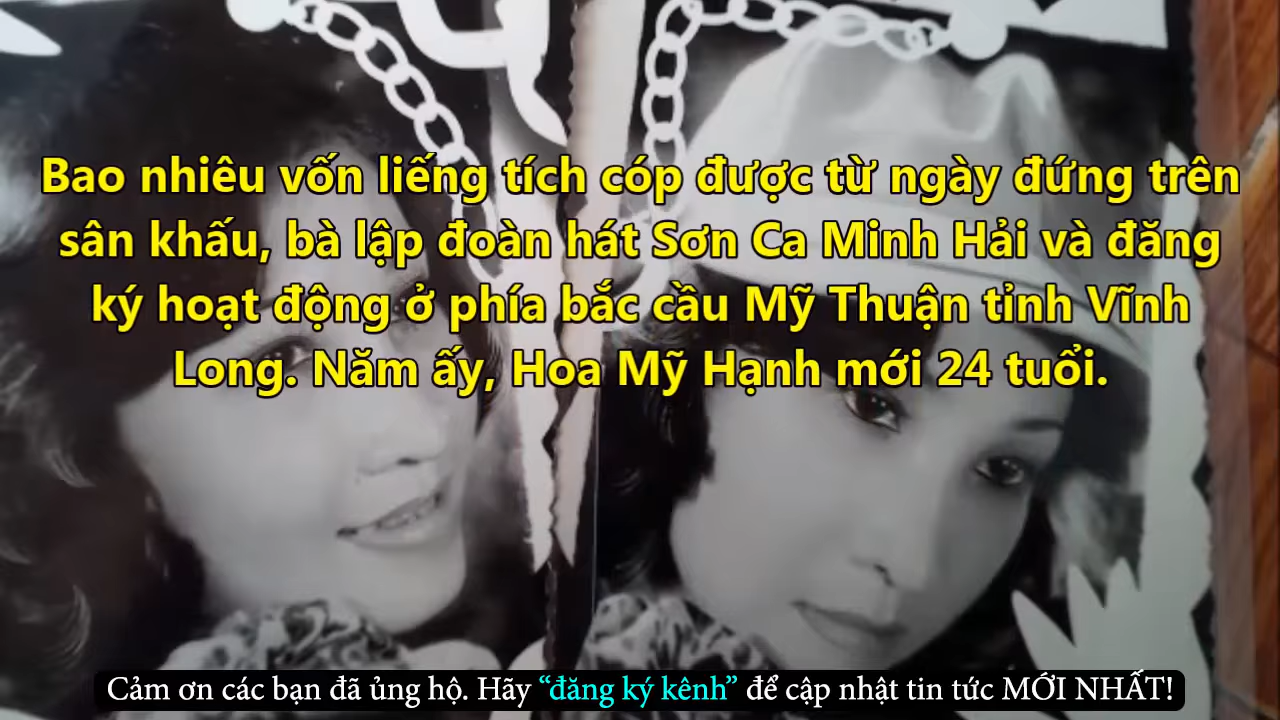 Bao nhiêu vốn liếng tích cóp được từ ngày đứng trên
sân khấu, bà lập đoàn hát Sơn Ca Minh Hải và đăng
ký hoạt động ở phía bắc cầu Mỹ Thuận tỉnh Vĩnh
Long. Năm ấy, Hoa Mỹ Hạnh mới 24 tuổi.
Cảm ơn các bạn đã ủng hộ. Hãy “đăng ký kênh” để cập nhật tin tức MỚI NHẤT!